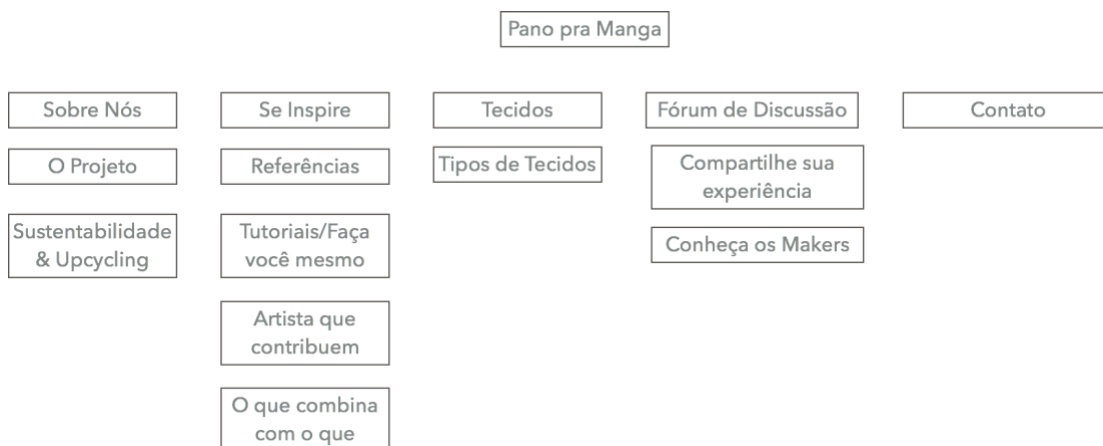 Pano pra Manga
Sobre Nós
Se Inspire
Tecidos
Fórum de Discussão
Contato
O Projeto
Referências
Tipos de Tecidos
Compartilhe sua
experiência
Sustentabilidade
& Upcycling
Tutoriais/Faça
você mesmo
Conheça os Makers
Artista que
contribuem
O que combina
com o que